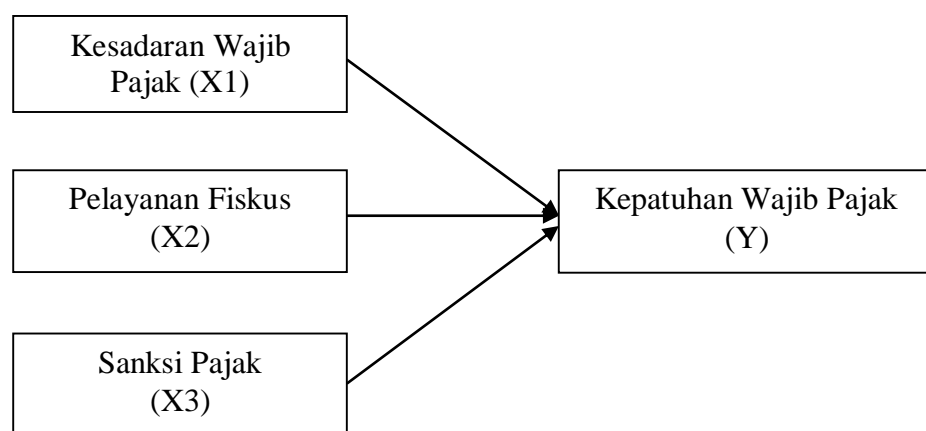 Kesadaran Wajib
Pajak (X1)
Pelayanan Fiskus
(X2)
Kepatuhan Wajib Pajak
(Y)
Sanksi Pajak
(X3)